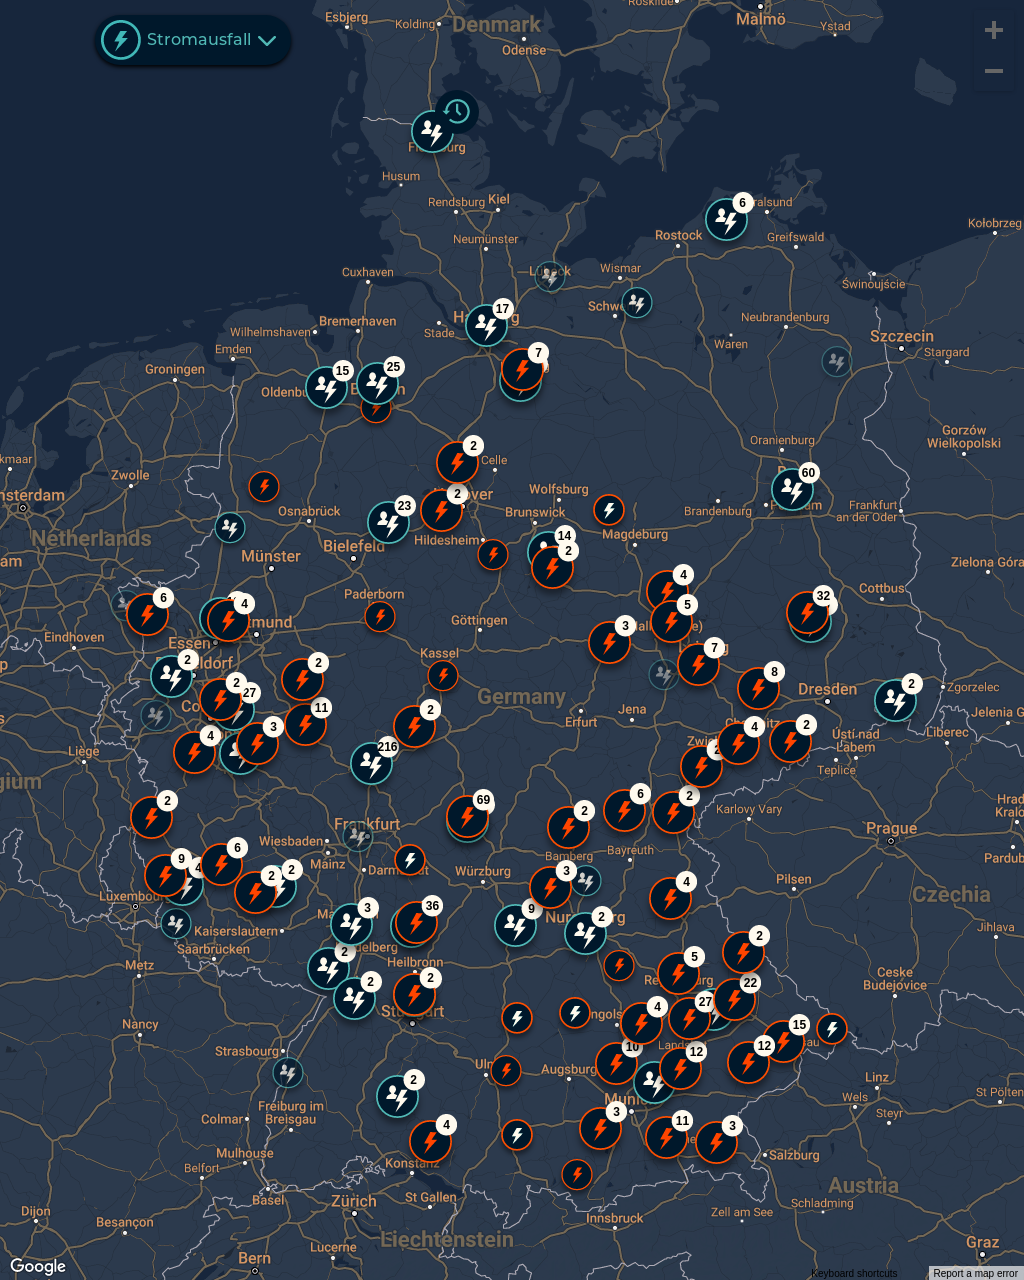 Roskilde
Esbjerg
Kolding
Denmark
Malmö
Odense
Ystad
Stromausfall
Husum
Rendsburg
Kiel
6
Neumünster
Rostock
Greifswald
Kołobrzeg
Cuxhaven
Wismar
Świnoujście
17
Bremerhaven
Wilhelmshaven
Stade
Neubrandenburg
Szczecin
Emden
Waren
Stargard
Groningen
15
25
7
Gorzów
Wielkopolski
Oranienburg
2
Celle
Zwolle
60
Wolfsburg
2
Osnabrück
23
Brunswick
Brandenburg
Frankfurt
an der Oder
Netherlands
Hildesheim
14
Magdeburg
Bielefeld
Münster
2
Zielona Góra
4
Cottbus
Paderborn
6
4
5
32
Göttingen
3
Eindhoven
Essen
Kassel
7
2
2
8
Dresden
2
Zgorzelec
2
27
Germany
11
Jena
Erfurt
2
4
2
Liberec
3
4
Ústí nad
Labem
Liège
216
Teplice
2
69
6
2
Karlovy Vary
2
Frankfurt
Prague
Wiesbaden
6
Bayreuth
Mainz
Bamberg
9
4
2
2
Würzburg
3
4
Plzen
Czechia
3
36
9
2
Kaiserslautern
Saarbrücken
2
Jihlava
Metz
2
Heilbronn
2
5
Ceske
Budejovice
2
22
27
4
Nancy
15
Strasbourg
10
12
12
Augsburg
2
Linz
Wels
St Pölten
Steyr
Freiburg im
Breisgau
Colmar
3
11
3
4
Mulhouse
Konstanz
Salzburg
Belfort
Austria
Basel
Zürich
St Gallen
Schladming
Dijon
Besançon
Innsbruck
Zell am See
Liechtenstein
Lucerne
Bern
Graz
Google
Keyboard shortcuts
Report a map error